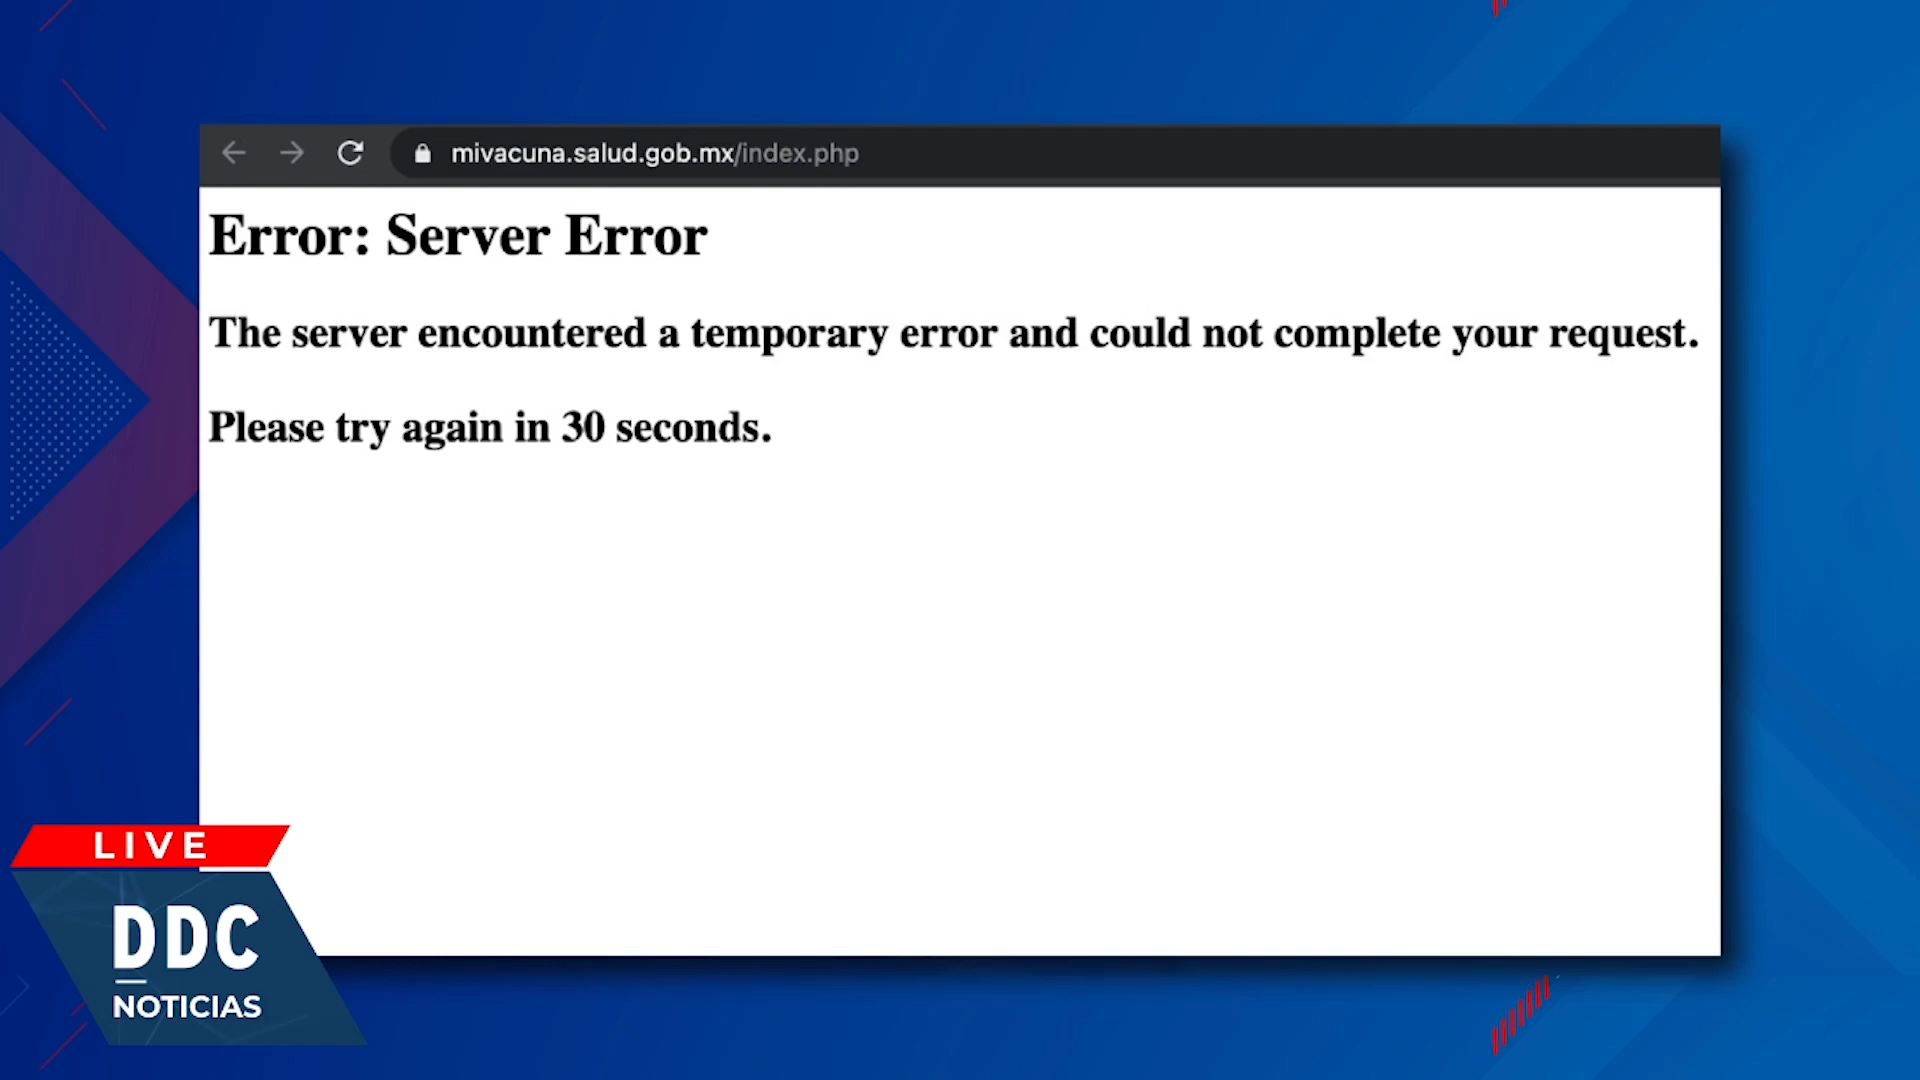 mivacuna.salud.gob.mx/index.php
Error: Server Error
The server encountered a temporary error and could not complete your request.
Please try again in 30 seconds.
LIVE
DDC
NOTICIAS